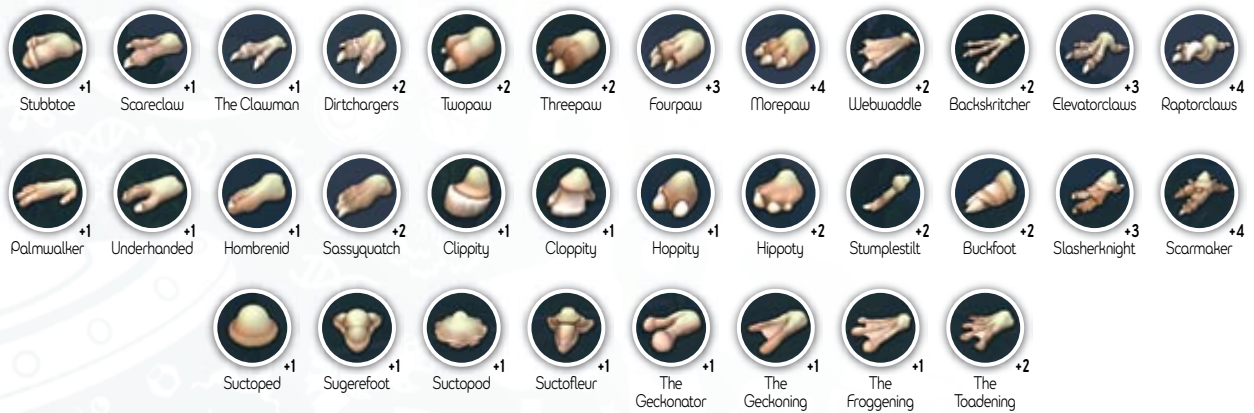 +1 +1 +1 +2 +2 +2 +3 +4 +2 +2 +3 +4
Stubbtoe Scareclaw The Clawman Dirtchargers Twopaw Threepaw Fourpaw Morepaw Webwaddle Backskritcher Elevatorclaws Raptorclaws
+1 +1 +1 +2 +1 +1 +1 +2 +2 +2 +3 +4
Palmwalker Underhanded Hombrenid Sassyquatch Clippity Cloppity Hoppity Hippoty Stumplestilt Buckfoot Slasherknight Scarmaker
+1 +1 +1 +1 +1 +1 +1 +2
Suctoped Sugerefoot Suctopod Suctofleur The The The The
Geckonator Geckoning Froggening Toadening